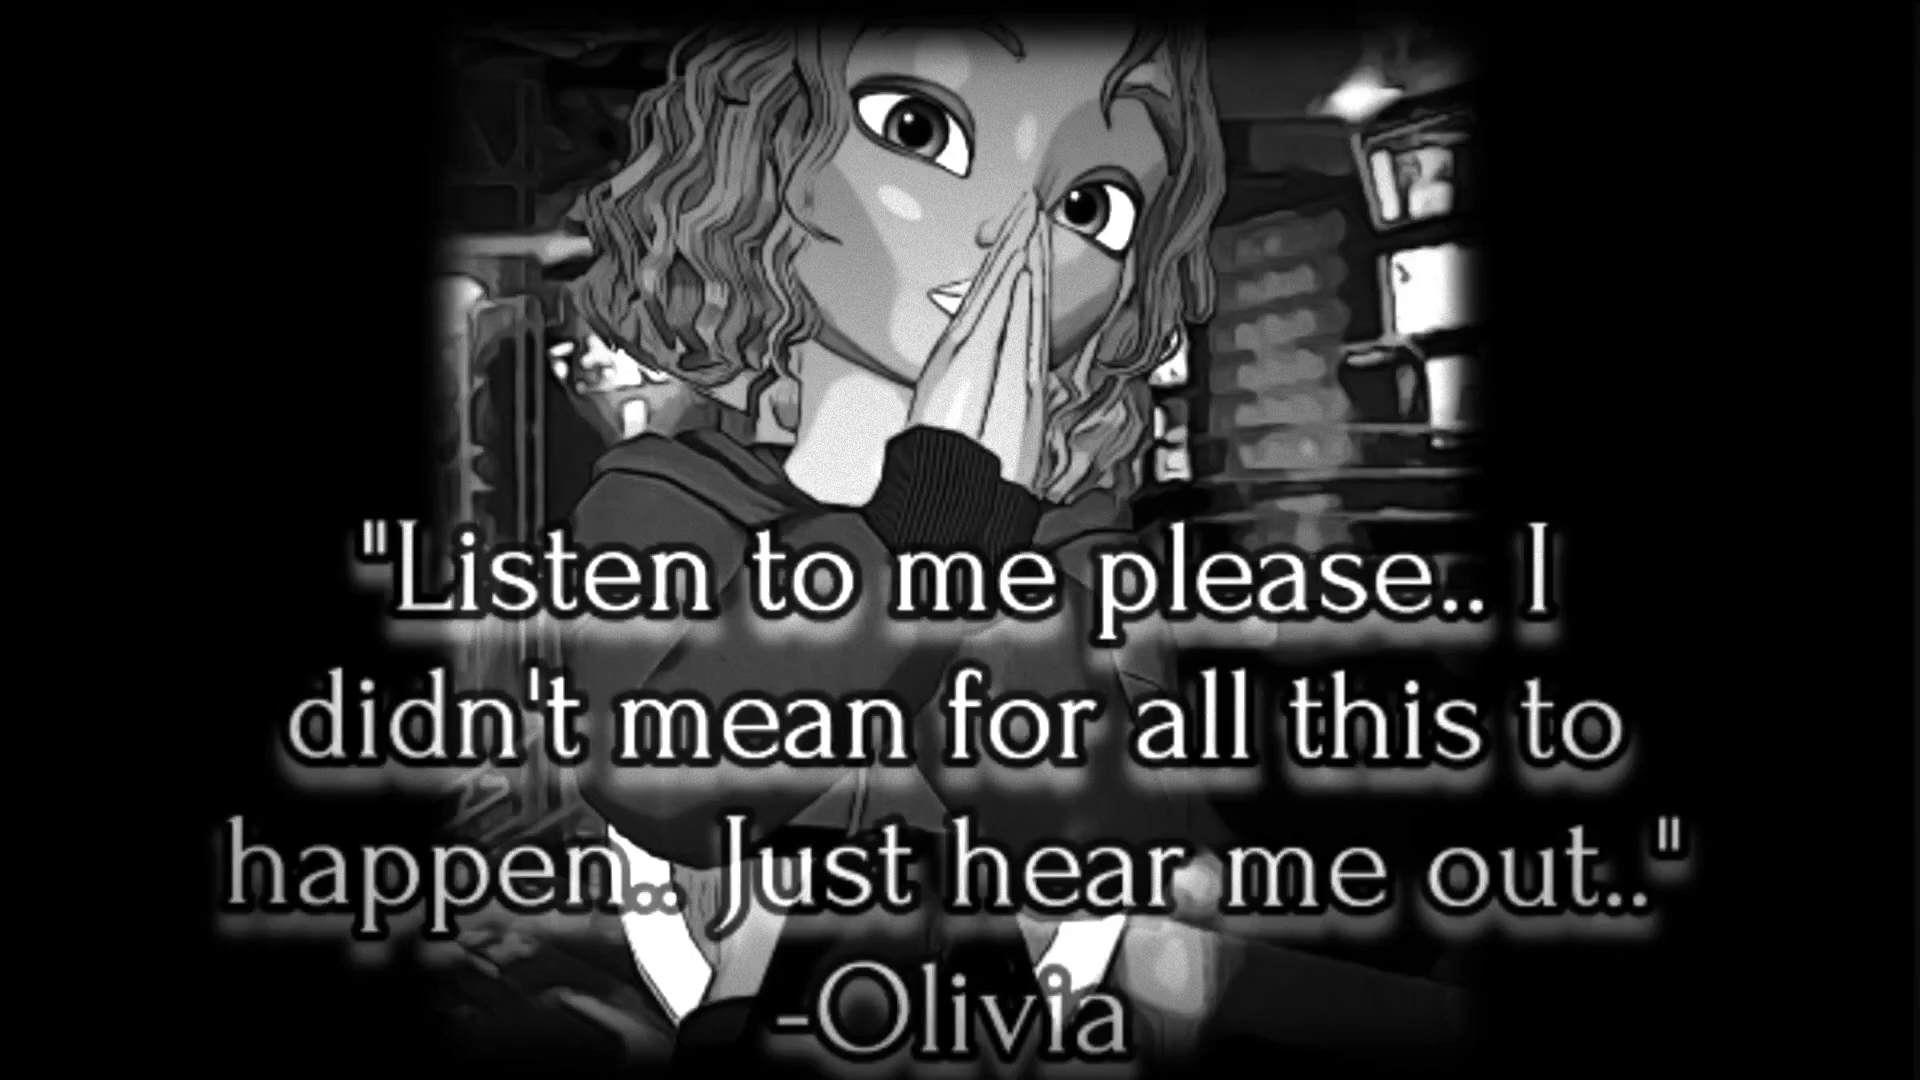 "Listen to me please.. I
didn't mean for all this to
happen.. Just hear me out.."
-Olivia